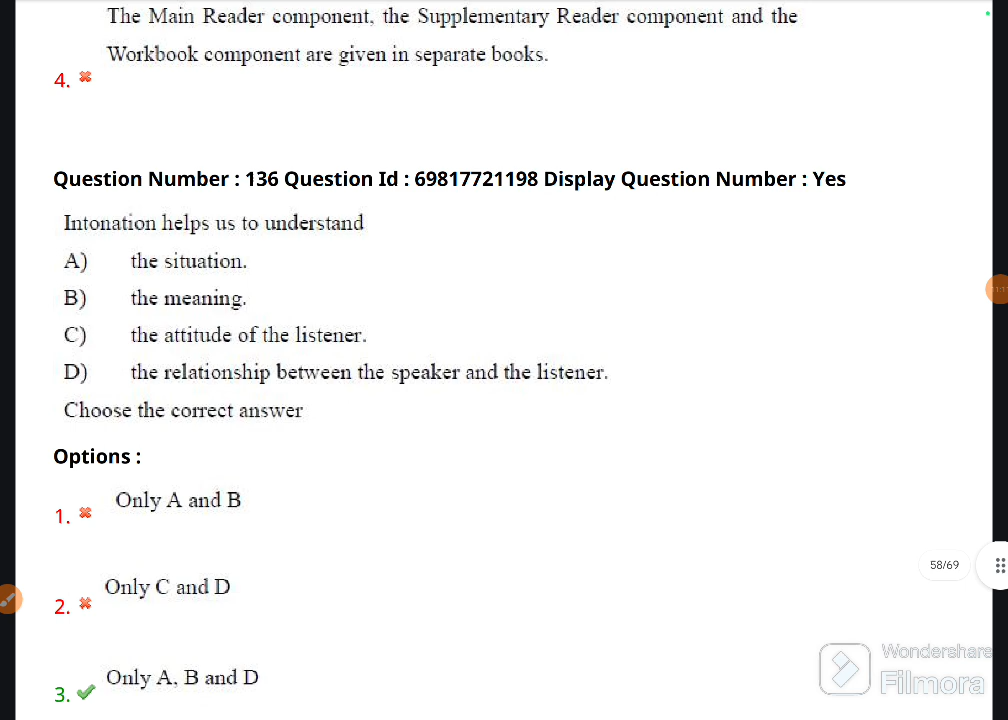 The Main Reader component, the Supplementary Reader component and the
Workbook component are given in separate books.
4.
Question Number : 136 Question Id : 69817721198 Display Question Number : Yes
Intonation helps us to understand
A) the situation.
B) the meaning.
C) the attitude of the listener.
D) the relationship between the speaker and the listener.
Choose the correct answer
Options :
1. Only A and B
2. Only C and D
3. Only A, B and D
58/69
Wondershare
Filmora